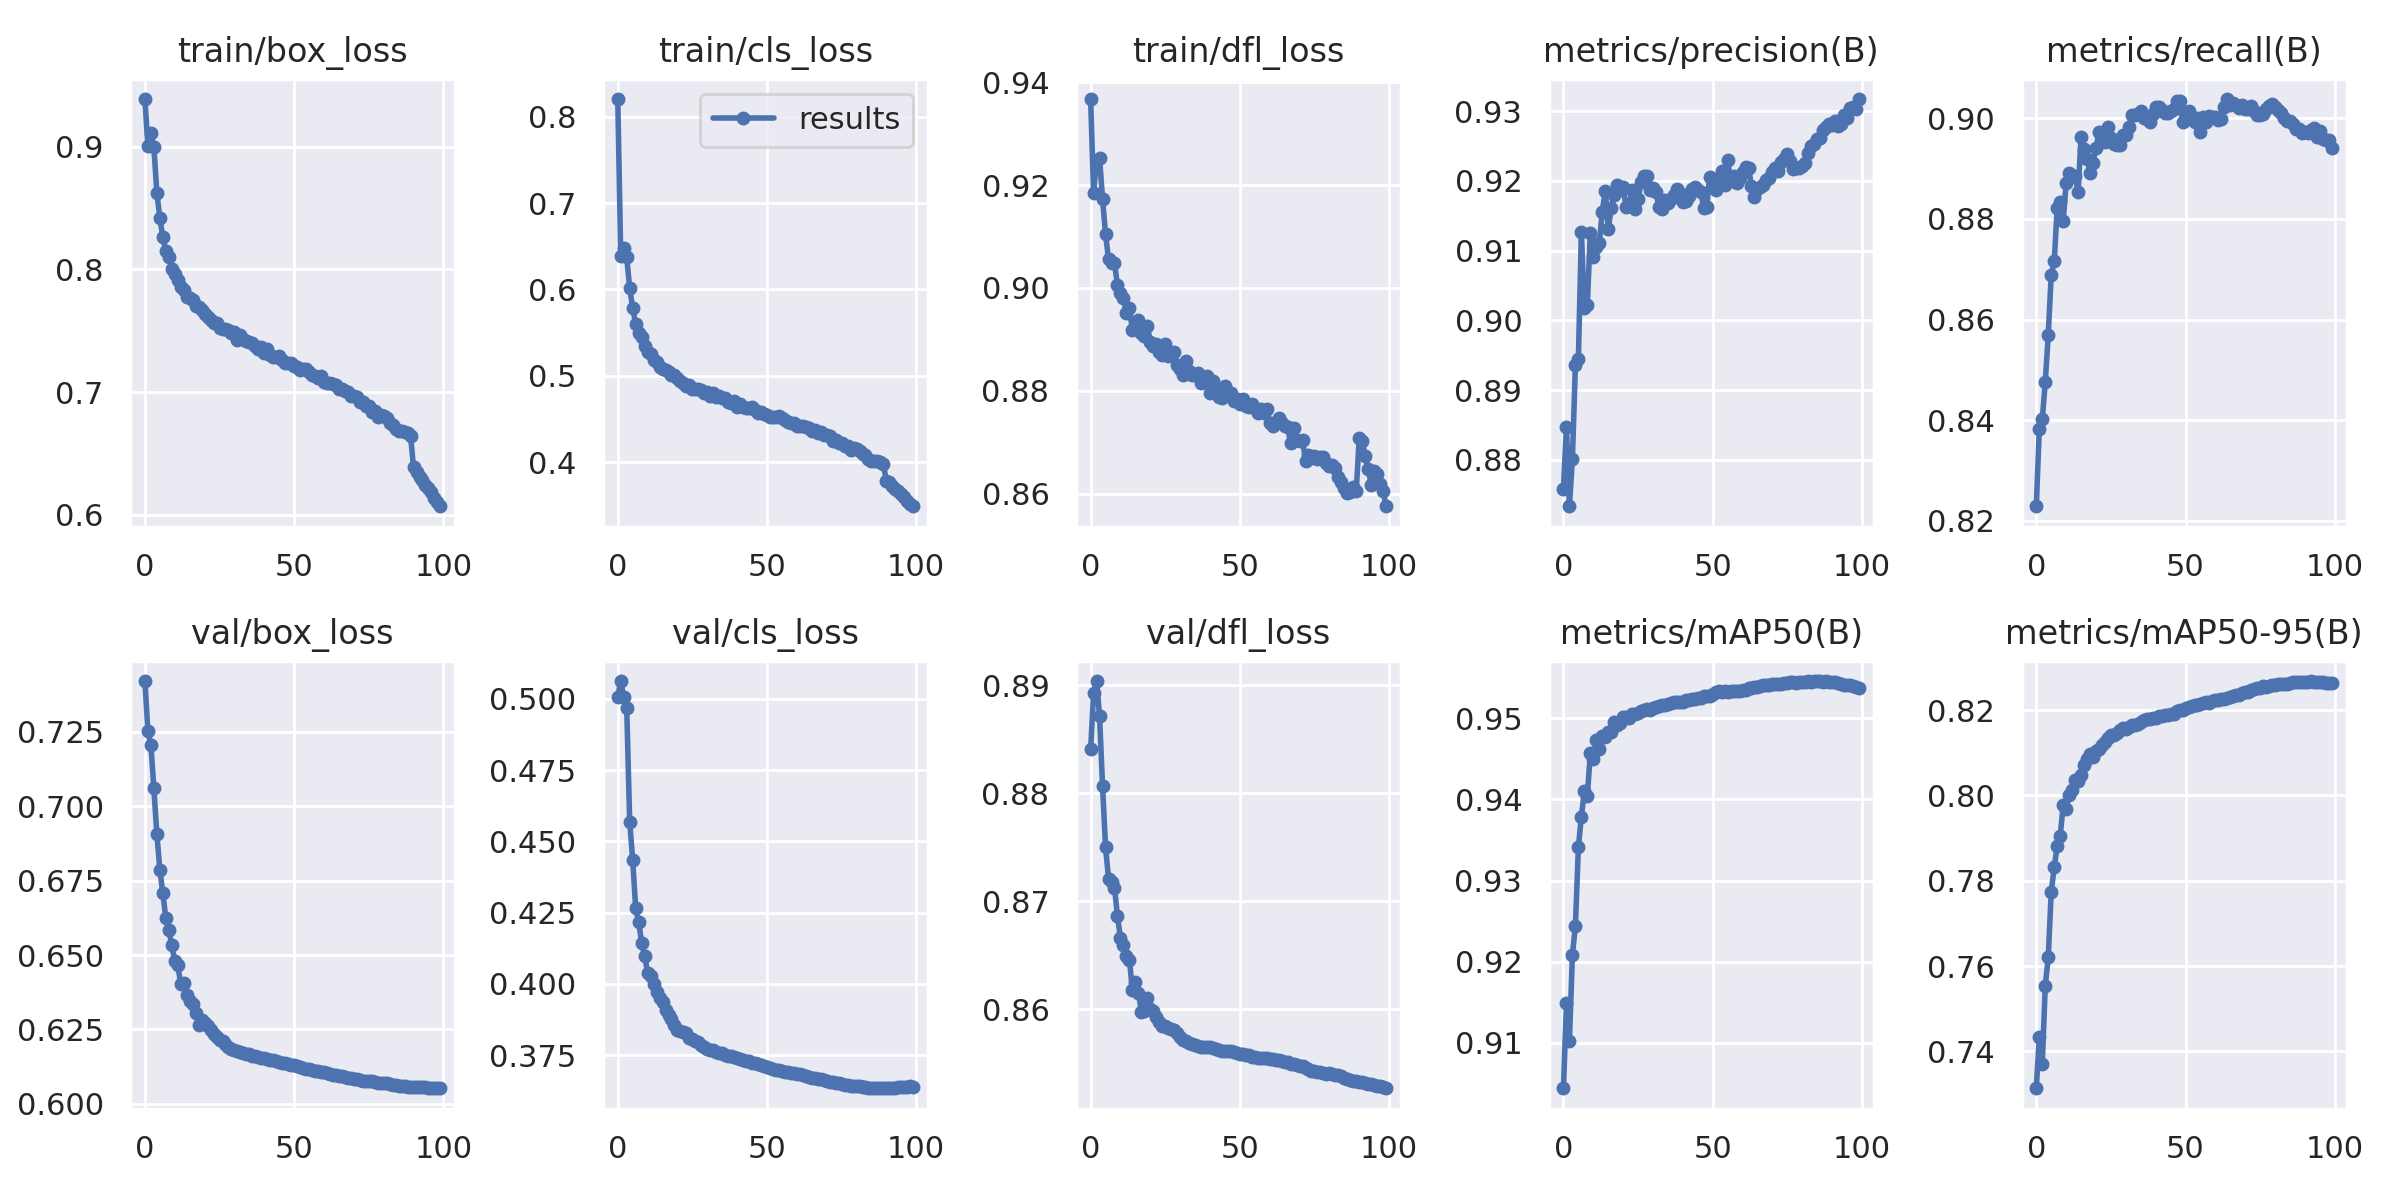 train/box_loss
0.9
0.8
0.7
0.6
0 50 100
train/cls_loss
results
0.8
0.7
0.6
0.5
0.4
0 50 100
train/dfl_loss
0.94
0.92
0.90
0.88
0.86
0 50 100
metrics/precision(B)
0.93
0.92
0.91
0.90
0.89
0.88
0 50 100
metrics/recall(B)
0.90
0.88
0.86
0.84
0.82
0 50 100
val/box_loss
0.725
0.700
0.675
0.650
0.625
0.600
0 50 100
val/cls_loss
0.500
0.475
0.450
0.425
0.400
0.375
0 50 100
val/dfl_loss
0.89
0.88
0.87
0.86
0 50 100
metrics/mAP50(B)
0.95
0.94
0.93
0.92
0.91
0 50 100
metrics/mAP50-95(B)
0.82
0.80
0.78
0.76
0.74
0 50 100